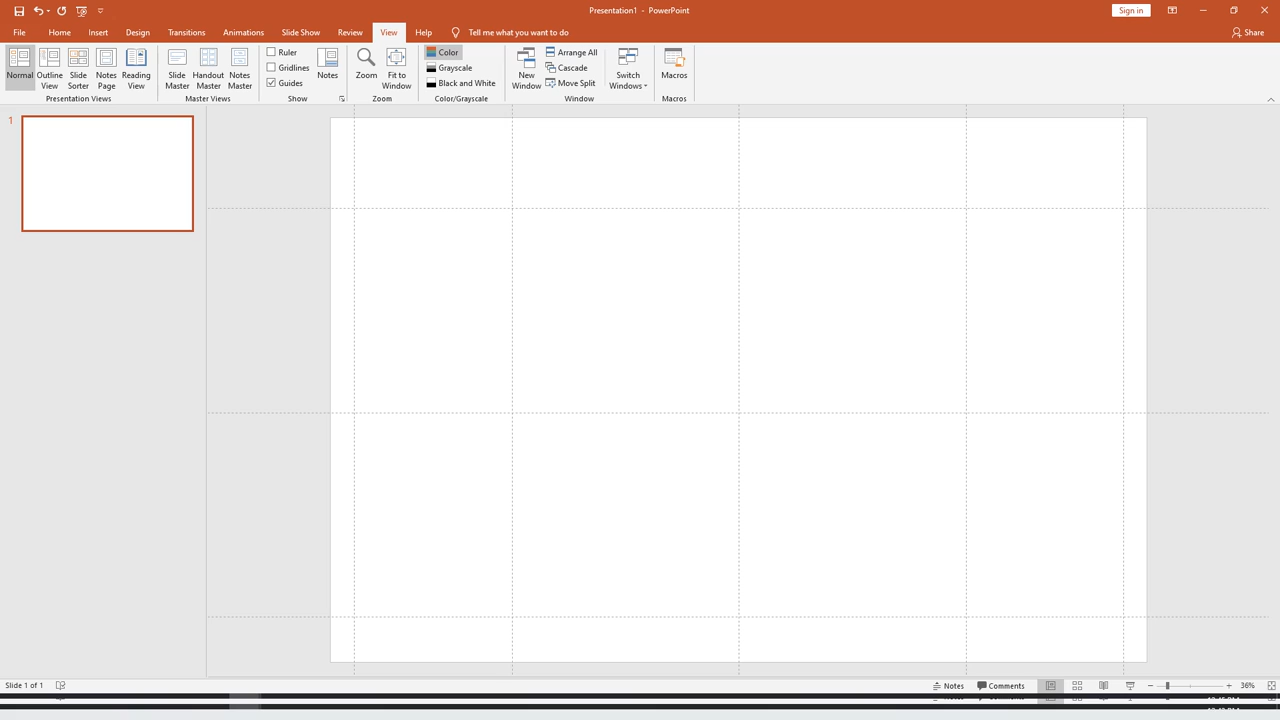 Presentation1 - PowerPoint
Sign in
File Home Insert Design Transitions Animations Slide Show Review View Help Tell me what you want to do Share
Normal
Outline View
Slide Sorter
Notes Page
Reading View
Presentation Views
Slide Master
Handout Master
Notes Master
Master Views
Ruler
Gridlines
Guides
Notes
Show
Zoom
Fit to Window
Zoom
Color
Grayscale
Black and White
Color/Grayscale
New Window
Arrange All
Cascade
Move Split
Switch Windows
Window
Macros
Macros
1
Slide 1 of 1
Notes
Comments
36%